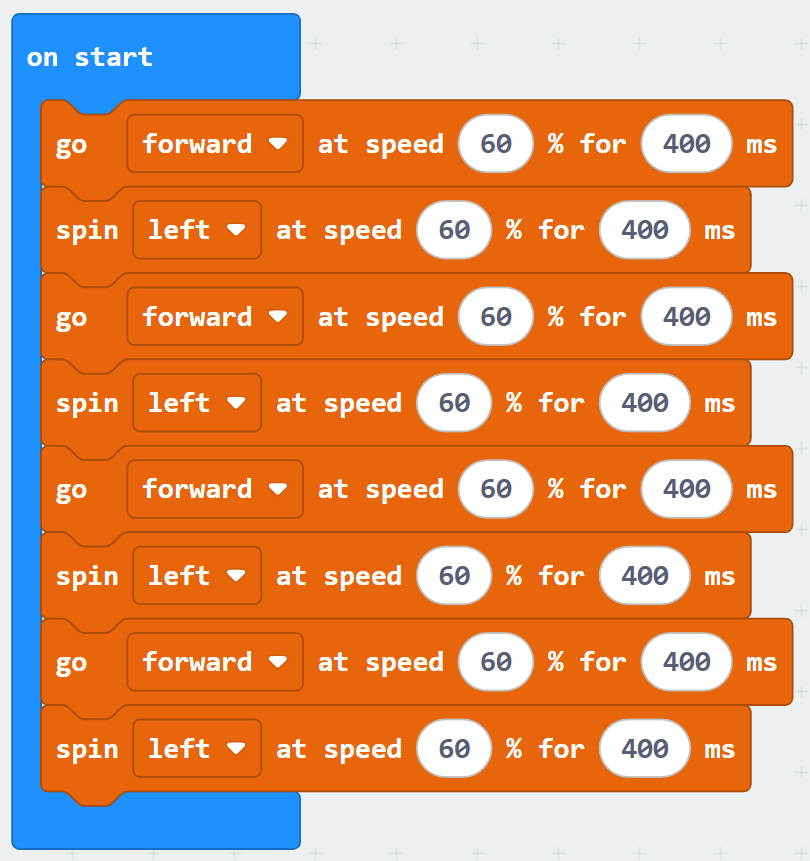 on start
go forward at speed 60 % for 400 ms
spin left at speed 60 % for 400 ms
go forward at speed 60 % for 400 ms
spin left at speed 60 % for 400 ms
go forward at speed 60 % for 400 ms
spin left at speed 60 % for 400 ms
go forward at speed 60 % for 400 ms
spin left at speed 60 % for 400 ms